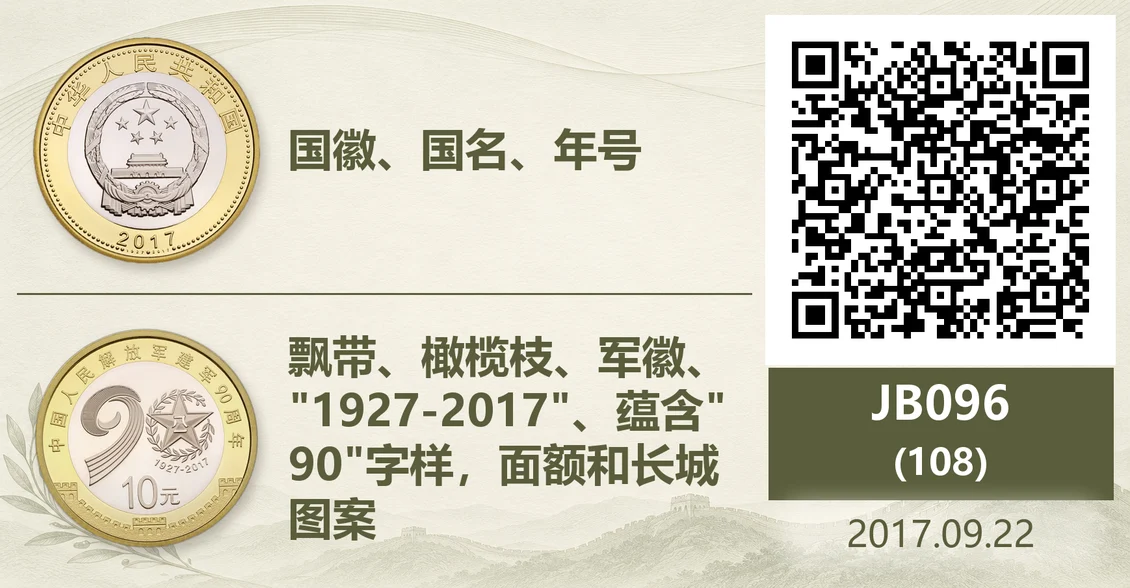 中华人民共和国
2017
国徽、国名、年号
中国人民解放军建军90周年
1927-2017
10元
飘带、橄榄枝、军徽、
"1927-2017"、蕴含"
90"字样，面额和长城
图案
JB096
(108)
2017.09.22